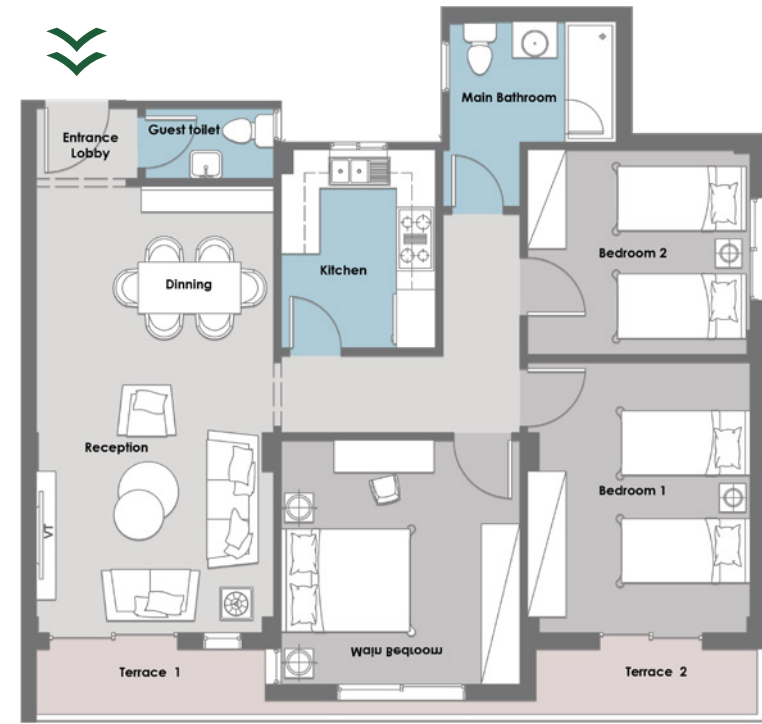 Main Bathroom
Entrance
Lobby
Guest toilet
Kitchen
Bedroom 2
Dinning
Reception
Bedroom 1
TV
Main Bedroom
Terrace 1
Terrace 2